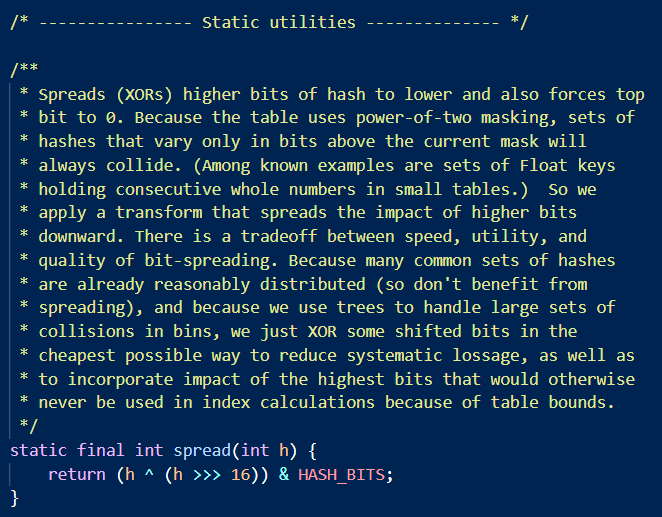 /* ---------------- Static utilities -------------- */
/**
* Spreads (XORs) higher bits of hash to lower and also forces top
* bit to 0. Because the table uses power-of-two masking, sets of
* hashes that vary only in bits above the current mask will
* always collide. (Among known examples are sets of Float keys
* holding consecutive whole numbers in small tables.)  So we
* apply a transform that spreads the impact of higher bits
* downward. There is a tradeoff between speed, utility, and
* quality of bit-spreading. Because many common sets of hashes
* are already reasonably distributed (so don't benefit from
* spreading), and because we use trees to handle large sets of
* collisions in bins, we just XOR some shifted bits in the
* cheapest possible way to reduce systematic lossage, as well as
* to incorporate impact of the highest bits that would otherwise
* never be used in index calculations because of table bounds.
*/
static final int spread(int h) {
return (h ^ (h >>> 16)) & HASH_BITS;
}